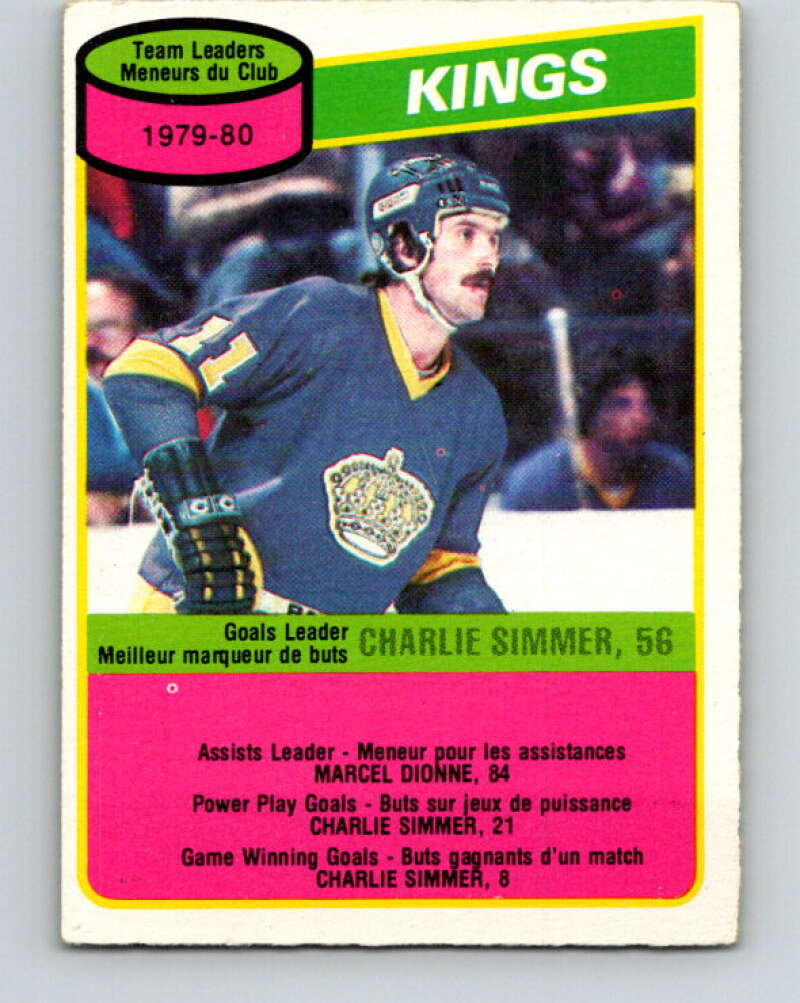 Team Leaders
Meneurs du Club
1979-80
KINGS
11
Goals Leader
Meilleur marqueur de buts
CHARLIE SIMMER, 56
Assists Leader - Meneur pour les assistances
MARCEL DIONNE, 84
Power Play Goals - Buts sur jeux de puissance
CHARLIE SIMMER, 21
Game Winning Goals - Buts gagnants d'un match
CHARLIE SIMMER, 8